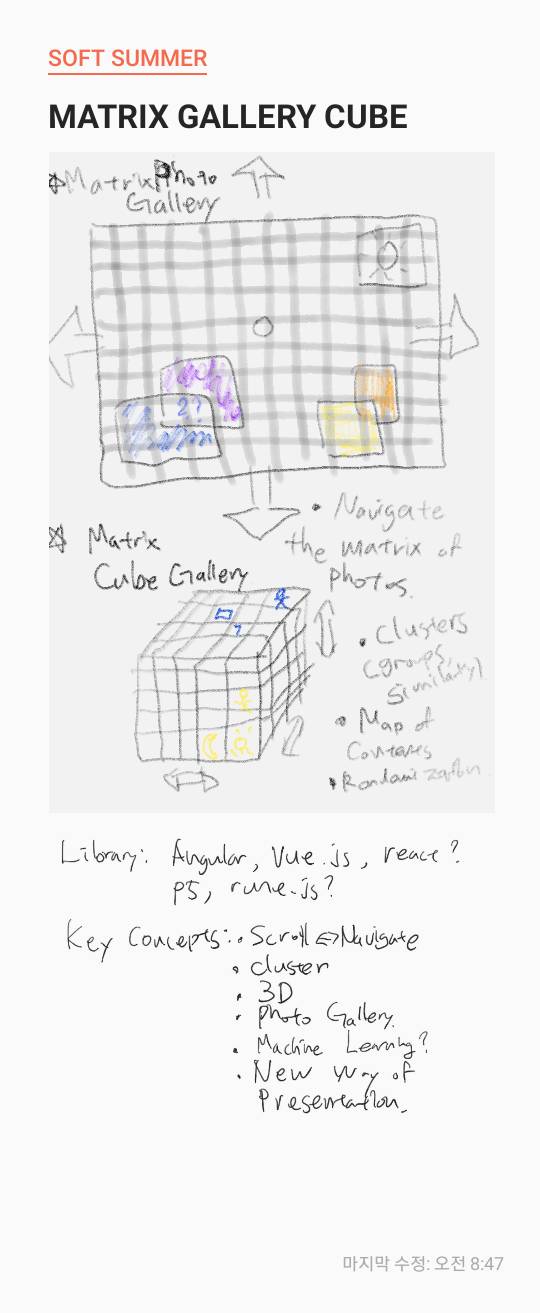 SOFT SUMMER
MATRIX GALLERY CUBE
Matrix Photo
Gallery
2?
• Navigate
the matrix of
photos.
Matrix
Cube Gallery
?
• Clusters
(groups,
Similarity)
• Map of
Contents
• Randomization.
Library: Angular, Vue.js, react?
P5, rune.js?
Key Concepts: • Scroll ⇔ Navigate
• cluster
• 3D
• Photo Gallery.
• Machine Learning?
• New way of
Presentation.
마지막 수정: 오전 8:47